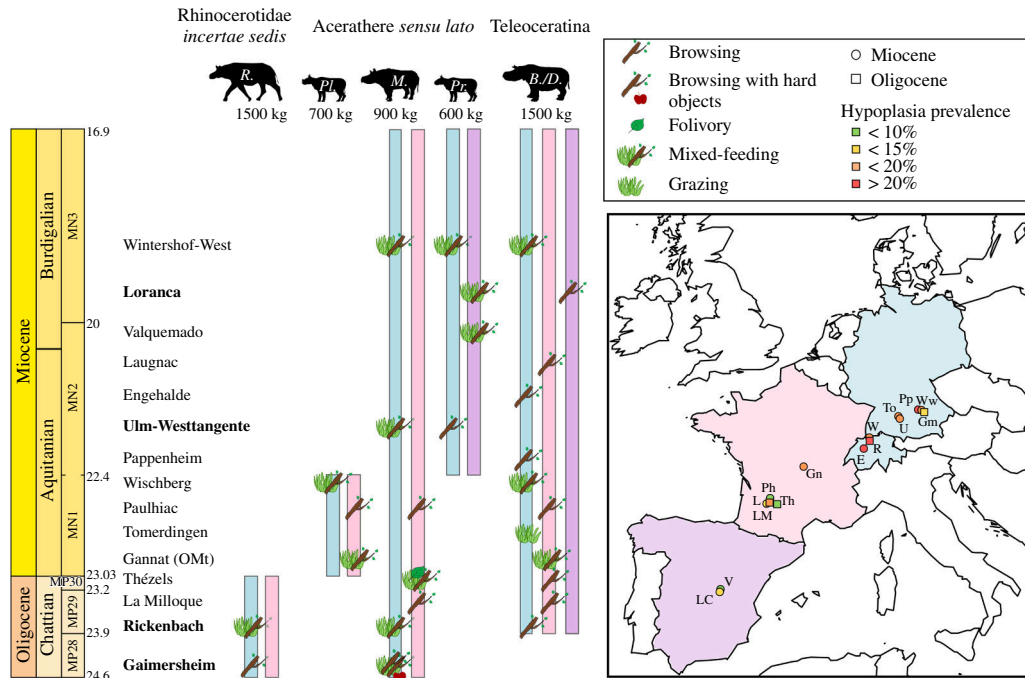 Rhinocerotidae
incertae sedis
Acerathere sensu lato
Teleoceratina
R.
Pl.
M.
Pr.
B./D.
1500 kg
700 kg
900 kg
600 kg
1500 kg
Browsing
Browsing with hard
objects
Folivory
Mixed-feeding
Grazing
Miocene
Oligocene
Hypoplasia prevalence
< 10%
< 15%
< 20%
> 20%
Miocene
Oligocene
Burdigalian
Aquitanian
Chattian
MN3
MN2
MN1
MP30
MP29
MP28
16.9
20
22.4
23.03
23.2
23.9
24.6
Wintershof-West
Loranca
Valquemado
Laugnac
Engehalde
Ulm-Westtangente
Pappenheim
Wischberg
Paulhiac
Tomerdingen
Gannat (OMt)
Thézels
La Milloque
Rickenbach
Gaimersheim
Pp Ww
To
U
Gm
W
R
E
Gn
Ph
L
Th
LM
V
LC